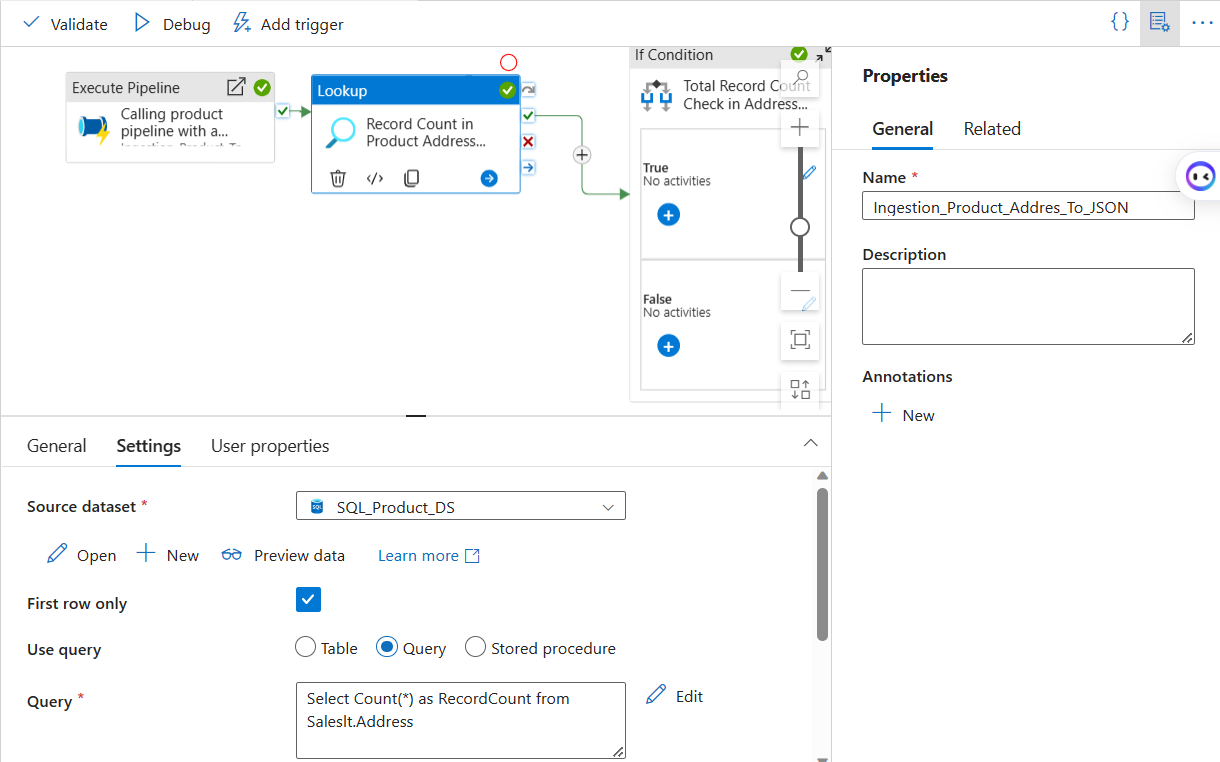 Validate
Debug
Add trigger
{}
Execute Pipeline
Calling product
pipeline with a...
Lookup
Record Count in
Product Address...
</>
If Condition
Total Record Count
Check in Address...
True
No activities
False
No activities
Properties
General
Related
Name *
Ingestion_Product_Addres_To_JSON
Description
Annotations
New
General
Settings
User properties
Source dataset *
SQL
SQL_Product_DS
Open
New
Preview data
Learn more
First row only
Use query
Table
Query
Stored procedure
Query *
Select Count(*) as RecordCount from
Saleslt.Address
Edit